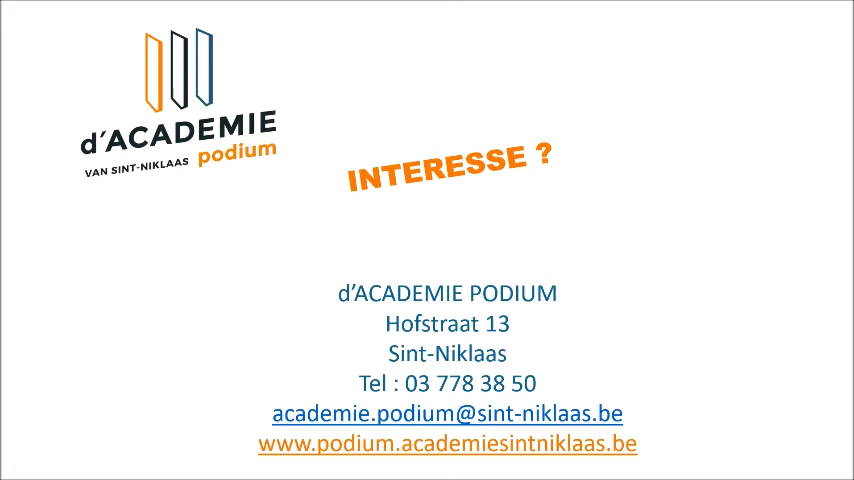 d'ACADEMIE
VAN SINT-NIKLAAS podium
INTERESSE ?
d’ACADEMIE PODIUM
Hofstraat 13
Sint-Niklaas
Tel : 03 778 38 50
academie.podium@sint-niklaas.be
www.podium.academiesintniklaas.be